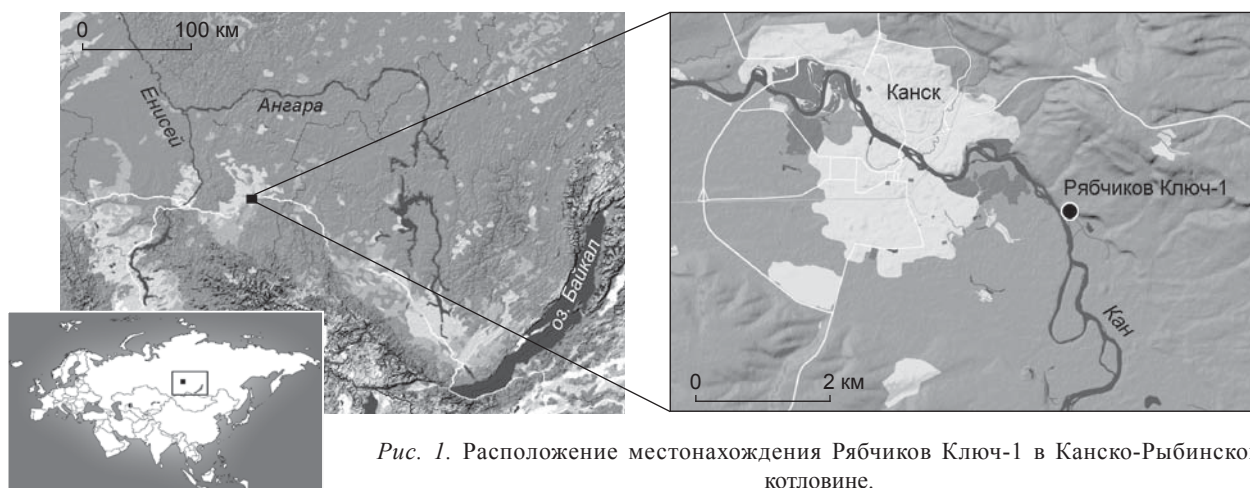 0 100 км
Енисей
Ангара
оз. Байкал
Канск
Рябчиков Ключ-1
Кан
0 2 км
Рис. 1. Расположение местонахождения Рябчиков Ключ-1 в Канско-Рыбинской
котловине.